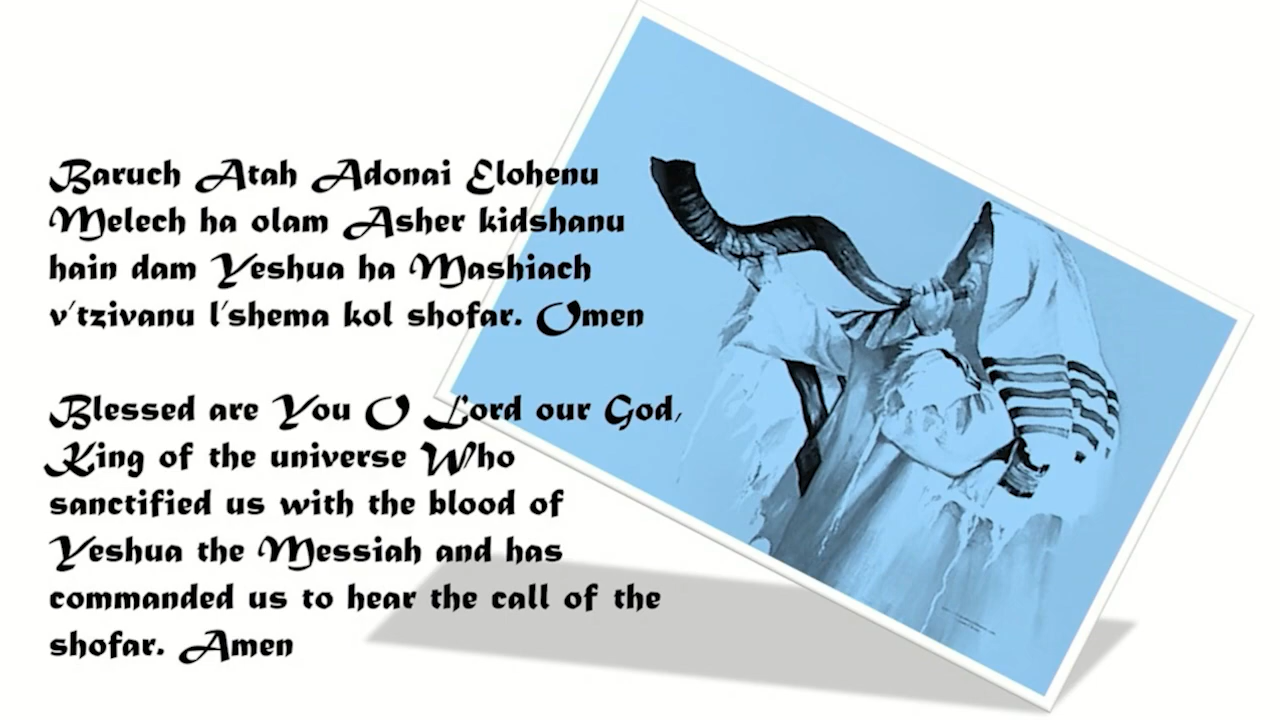 Baruch Atah Adonai Elohenu
Melech ha olam Asher kidshanu
hain dam Yeshua ha Mashiach
v'tzivanu l'shema kol shofar. Omen
Blessed are You O Lord our God,
King of the universe Who
sanctified us with the blood of
Yeshua the Messiah and has
commanded us to hear the call of the
shofar. Amen